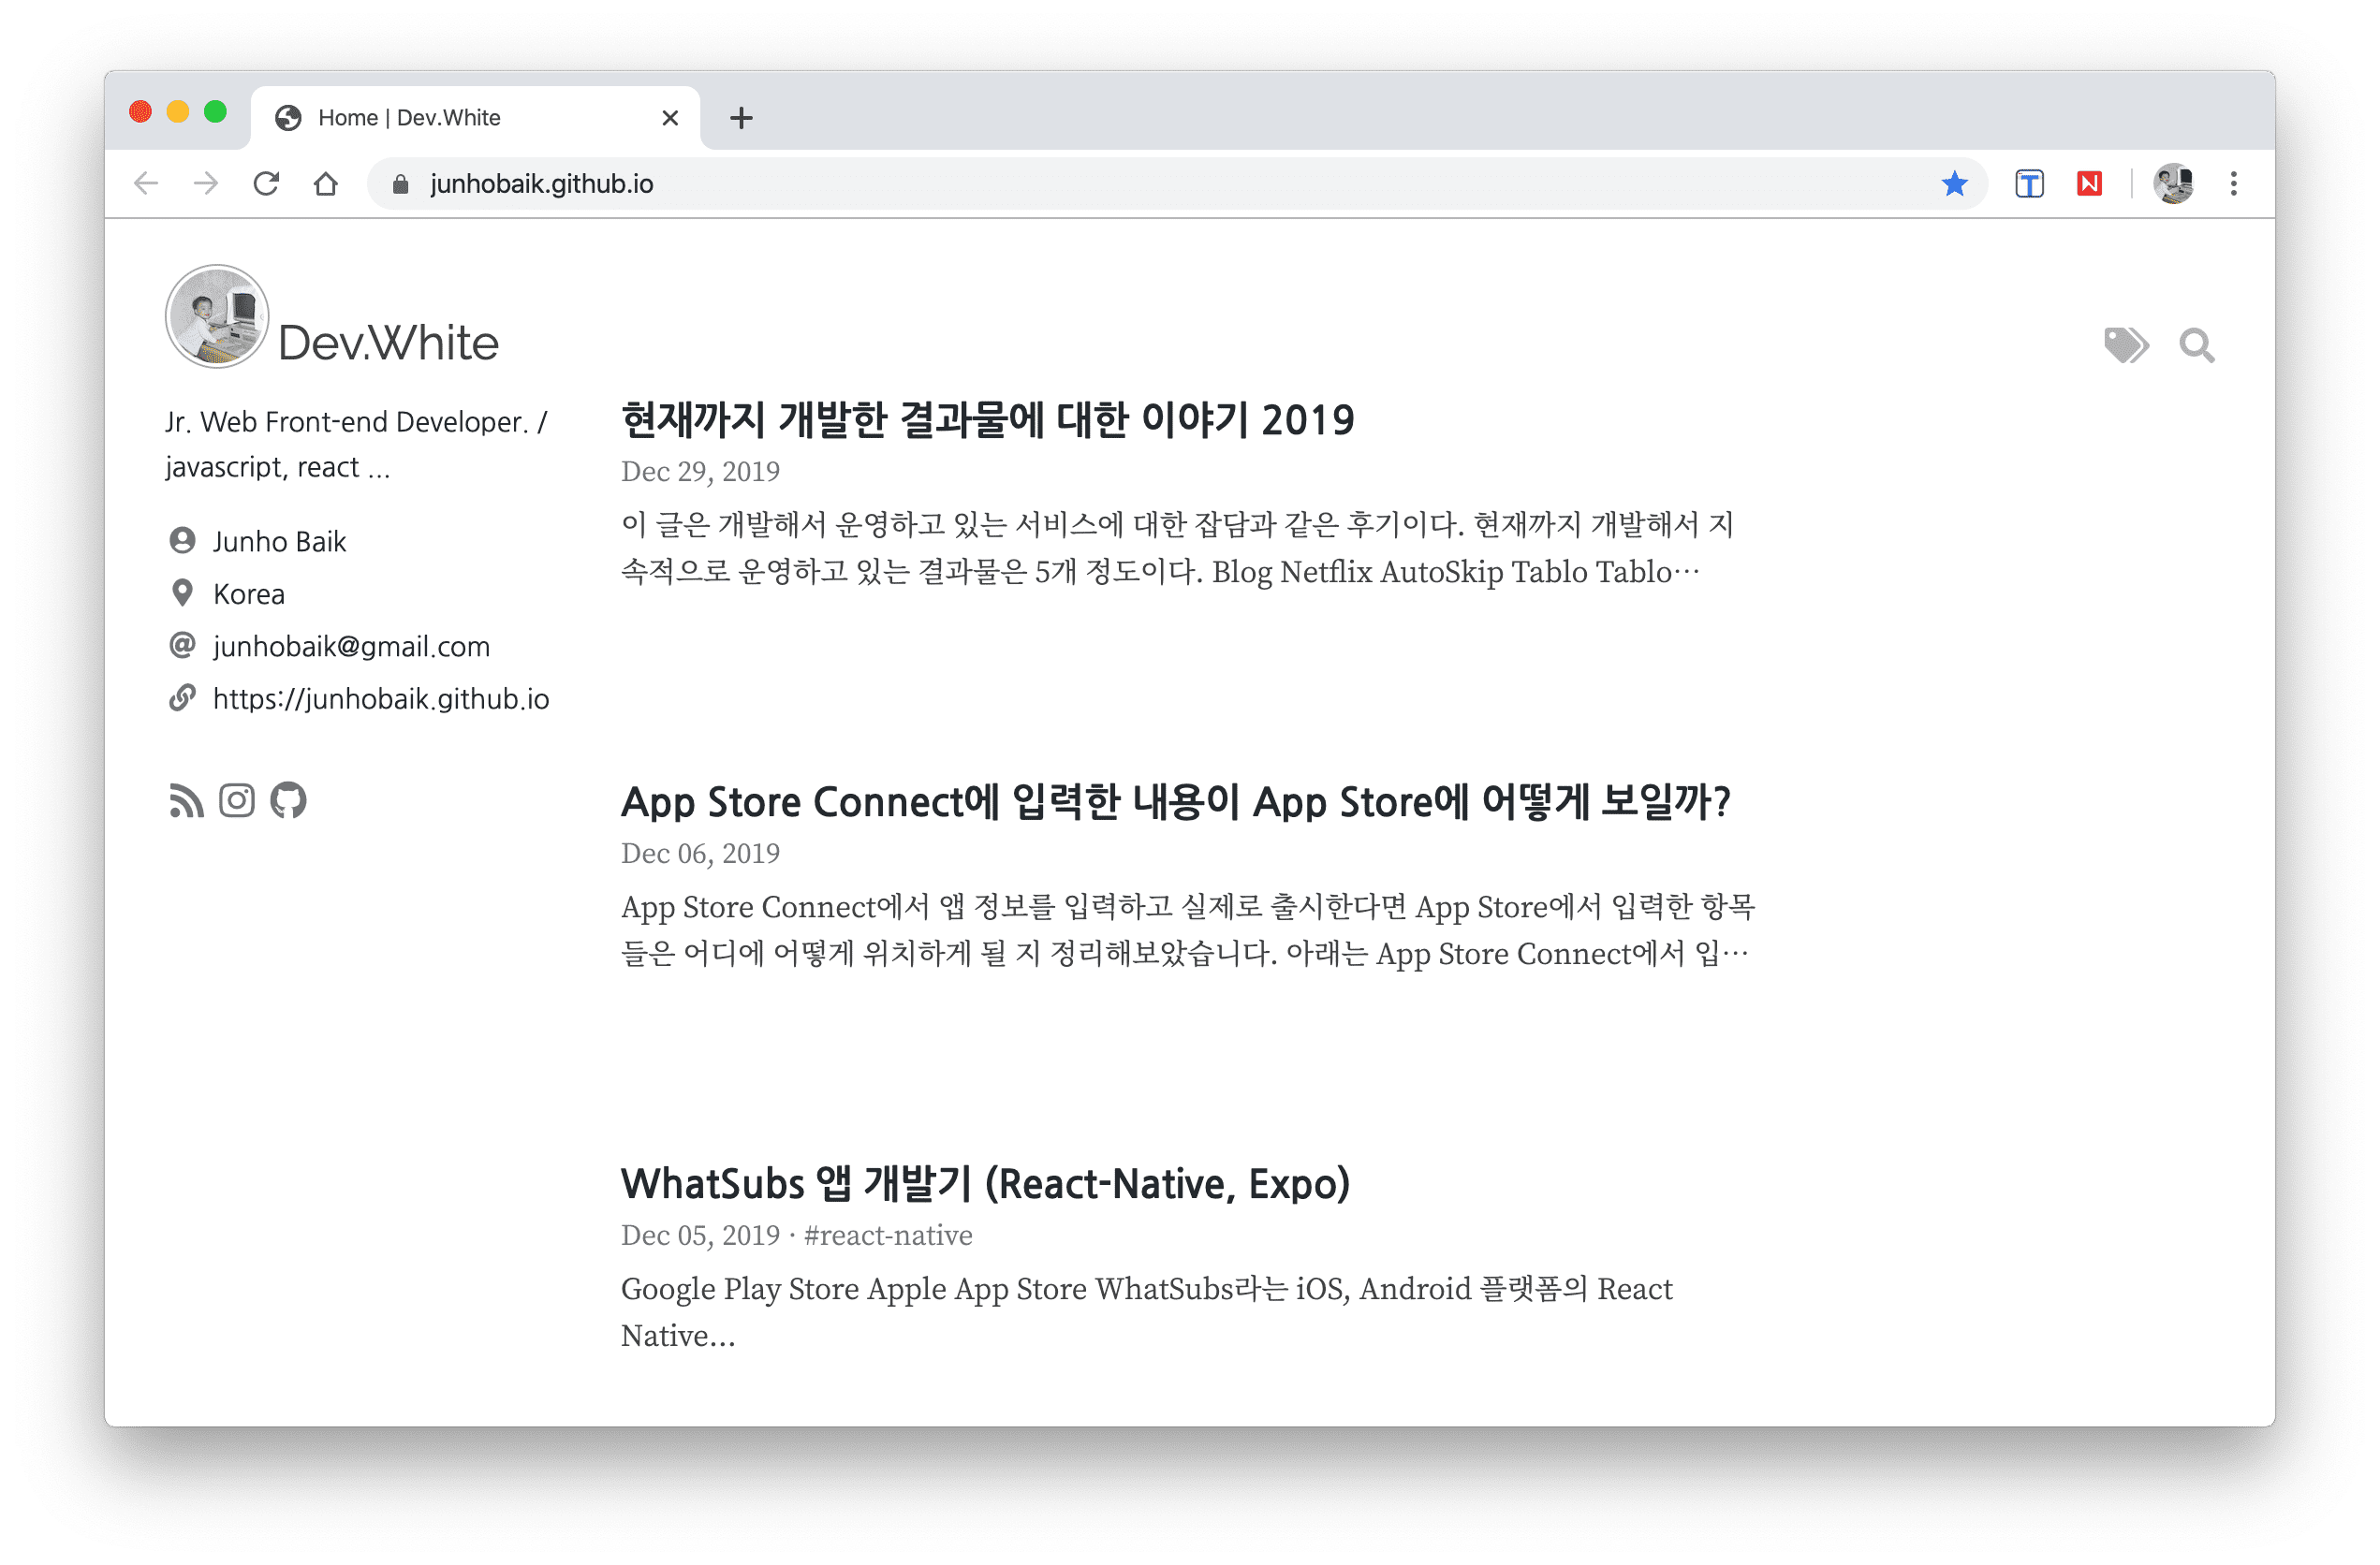 Home | Dev.White
junhobaik.github.io
Dev.White
Jr. Web Front-end Developer. /
javascript, react ...
Junho Baik
Korea
junhobaik@gmail.com
https://junhobaik.github.io
현재까지 개발한 결과물에 대한 이야기 2019
Dec 29, 2019
이 글은 개발해서 운영하고 있는 서비스에 대한 잡담과 같은 후기이다. 현재까지 개발해서 지
속적으로 운영하고 있는 결과물은 5개 정도이다. Blog Netflix AutoSkip Tablo Tablo…
App Store Connect에 입력한 내용이 App Store에 어떻게 보일까?
Dec 06, 2019
App Store Connect에서 앱 정보를 입력하고 실제로 출시한다면 App Store에서 입력한 항목
들은 어디에 어떻게 위치하게 될 지 정리해보았습니다. 아래는 App Store Connect에서 입…
WhatSubs 앱 개발기 (React-Native, Expo)
Dec 05, 2019 · #react-native
Google Play Store Apple App Store WhatSubs라는 iOS, Android 플랫폼의 React
Native...